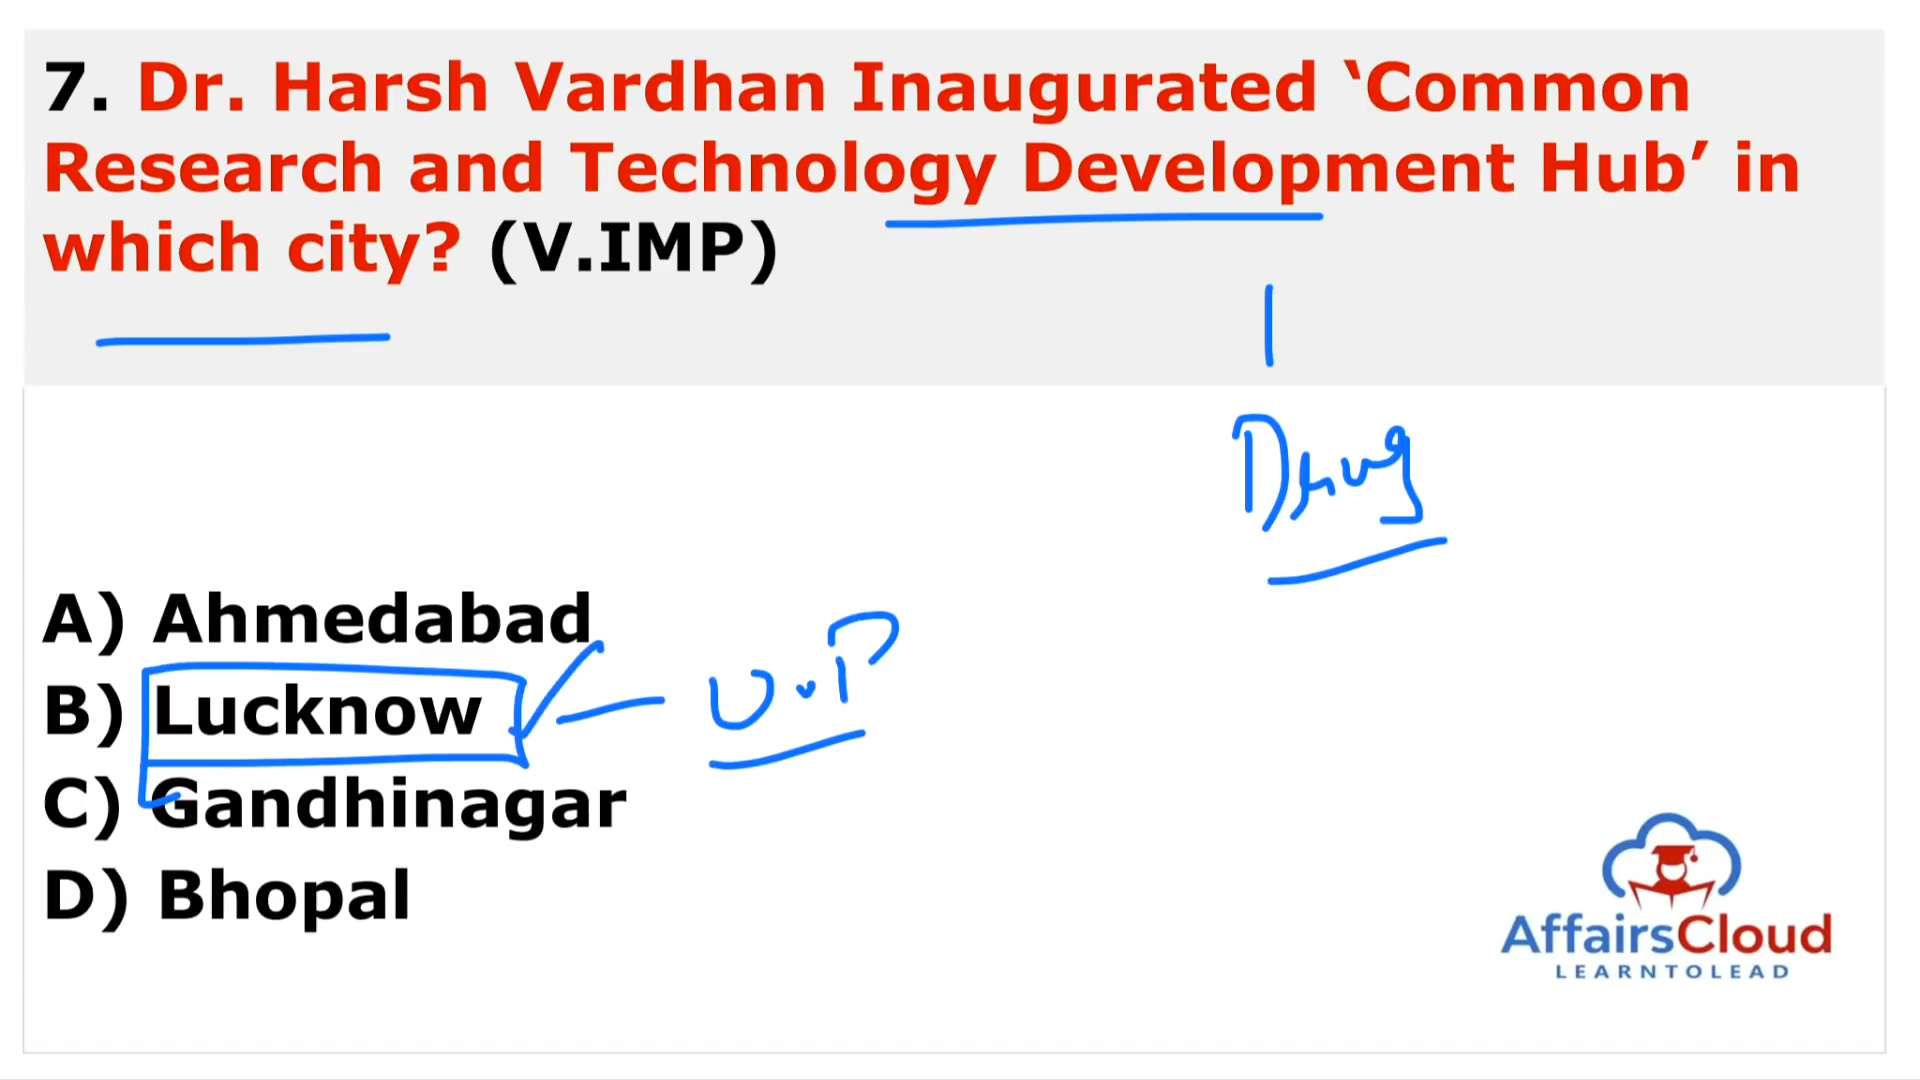 7. Dr. Harsh Vardhan Inaugurated ‘Common
Research and Technology Development Hub’ in
which city? (V.IMP)
Drug
A) Ahmedabad
B) Lucknow
U.P
C) Gandhinagar
D) Bhopal
AffairsCloud
LEARNTOLEAD